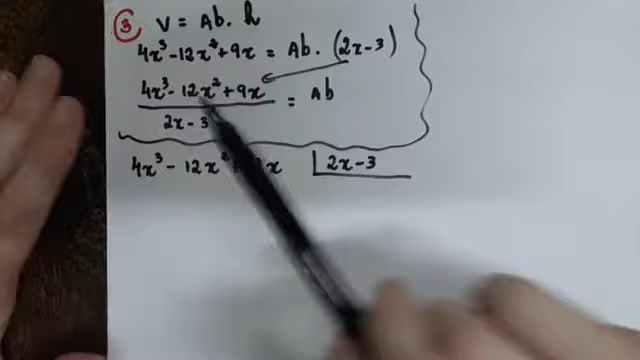 3 V = Ab. h
4x³ - 12x² + 9x = Ab. (2x-3)
4x³ - 12x² + 9x = Ab
2x - 3
4x³ - 12x² x 2x - 3